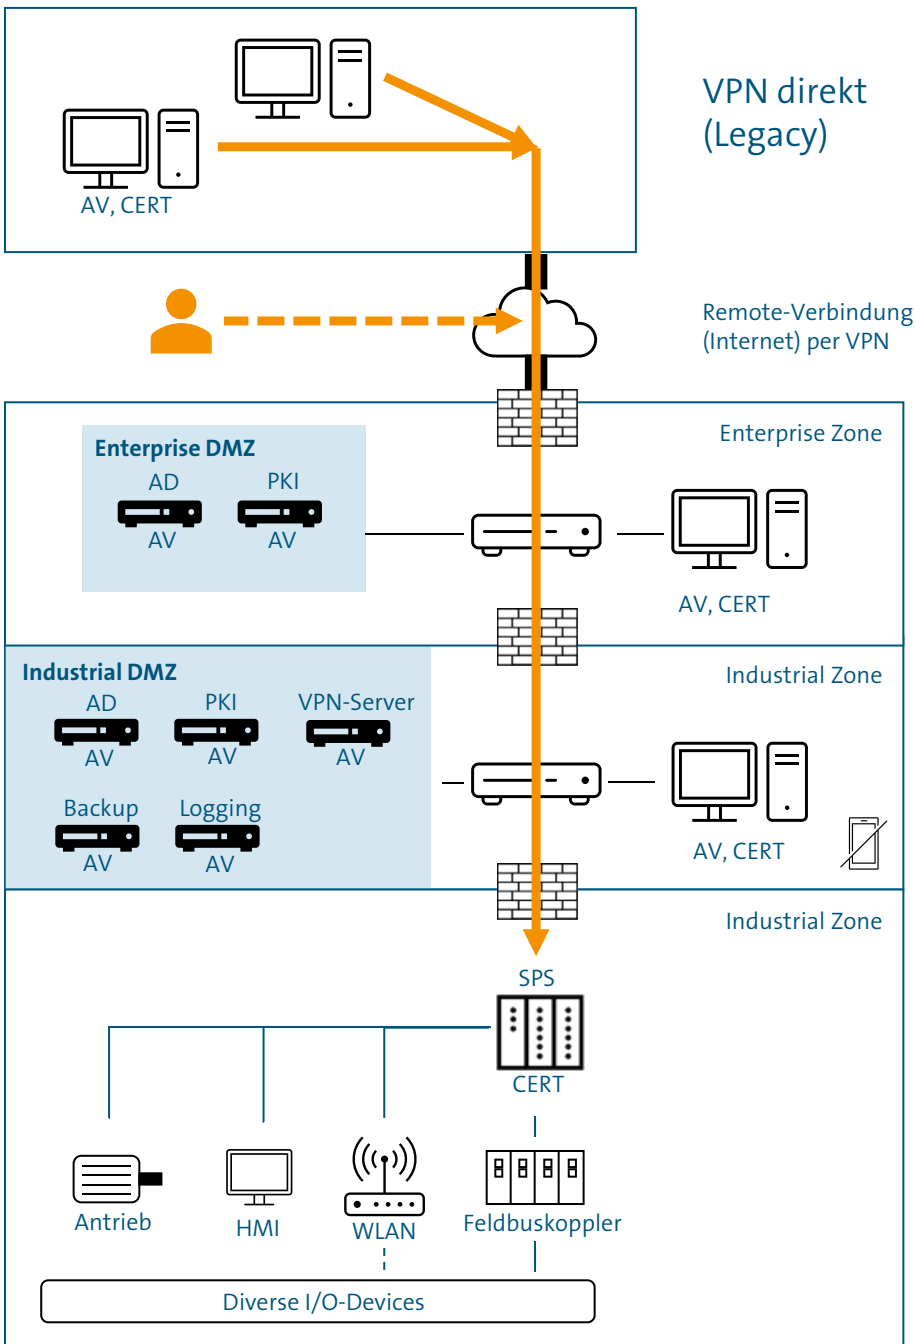 VPN direkt
(Legacy)
AV, CERT
Remote-Verbindung
(Internet) per VPN
Enterprise Zone
Enterprise DMZ
AD
PKI
AV
AV
AV, CERT
Industrial DMZ
Industrial Zone
AD
PKI
VPN-Server
AV
AV
AV
Backup
Logging
AV
AV
AV, CERT
Industrial Zone
SPS
CERT
Antrieb
HMI
WLAN
Feldbuskoppler
Diverse I/O-Devices